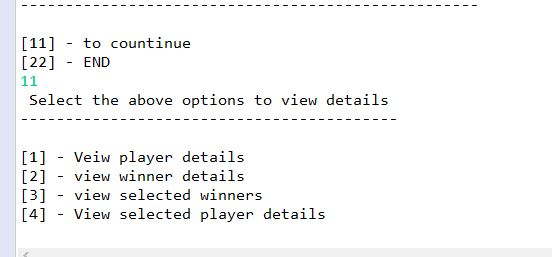 ---------------------------------------------------
[11] - to countinue
[22] - END
11
Select the above options to view details
------------------------------------------
[1] - Veiw player details
[2] - view winner details
[3] - view selected winners
[4] - View selected player details